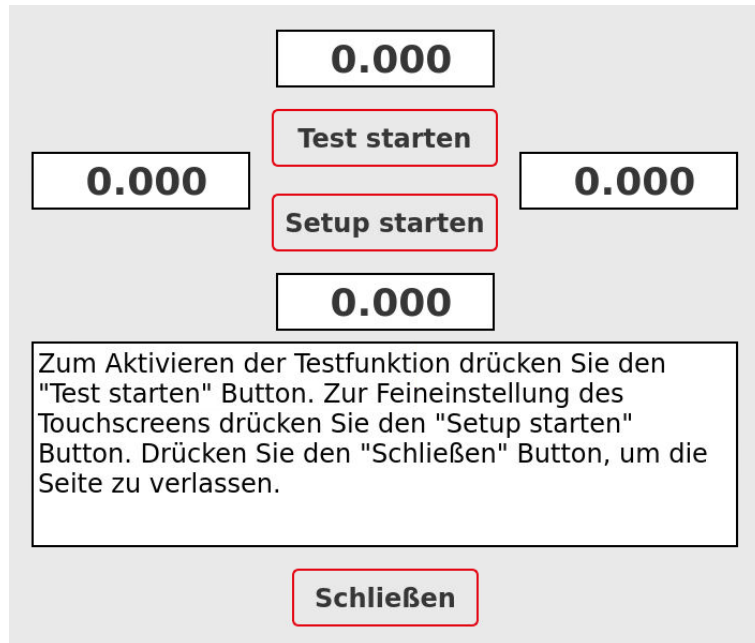 0.000
Test starten
0.000
0.000
Setup starten
0.000
Zum Aktivieren der Testfunktion drücken Sie den
"Test starten" Button. Zur Feineinstellung des
Touchscreens drücken Sie den "Setup starten"
Button. Drücken Sie den "Schließen" Button, um die
Seite zu verlassen.
Schließen